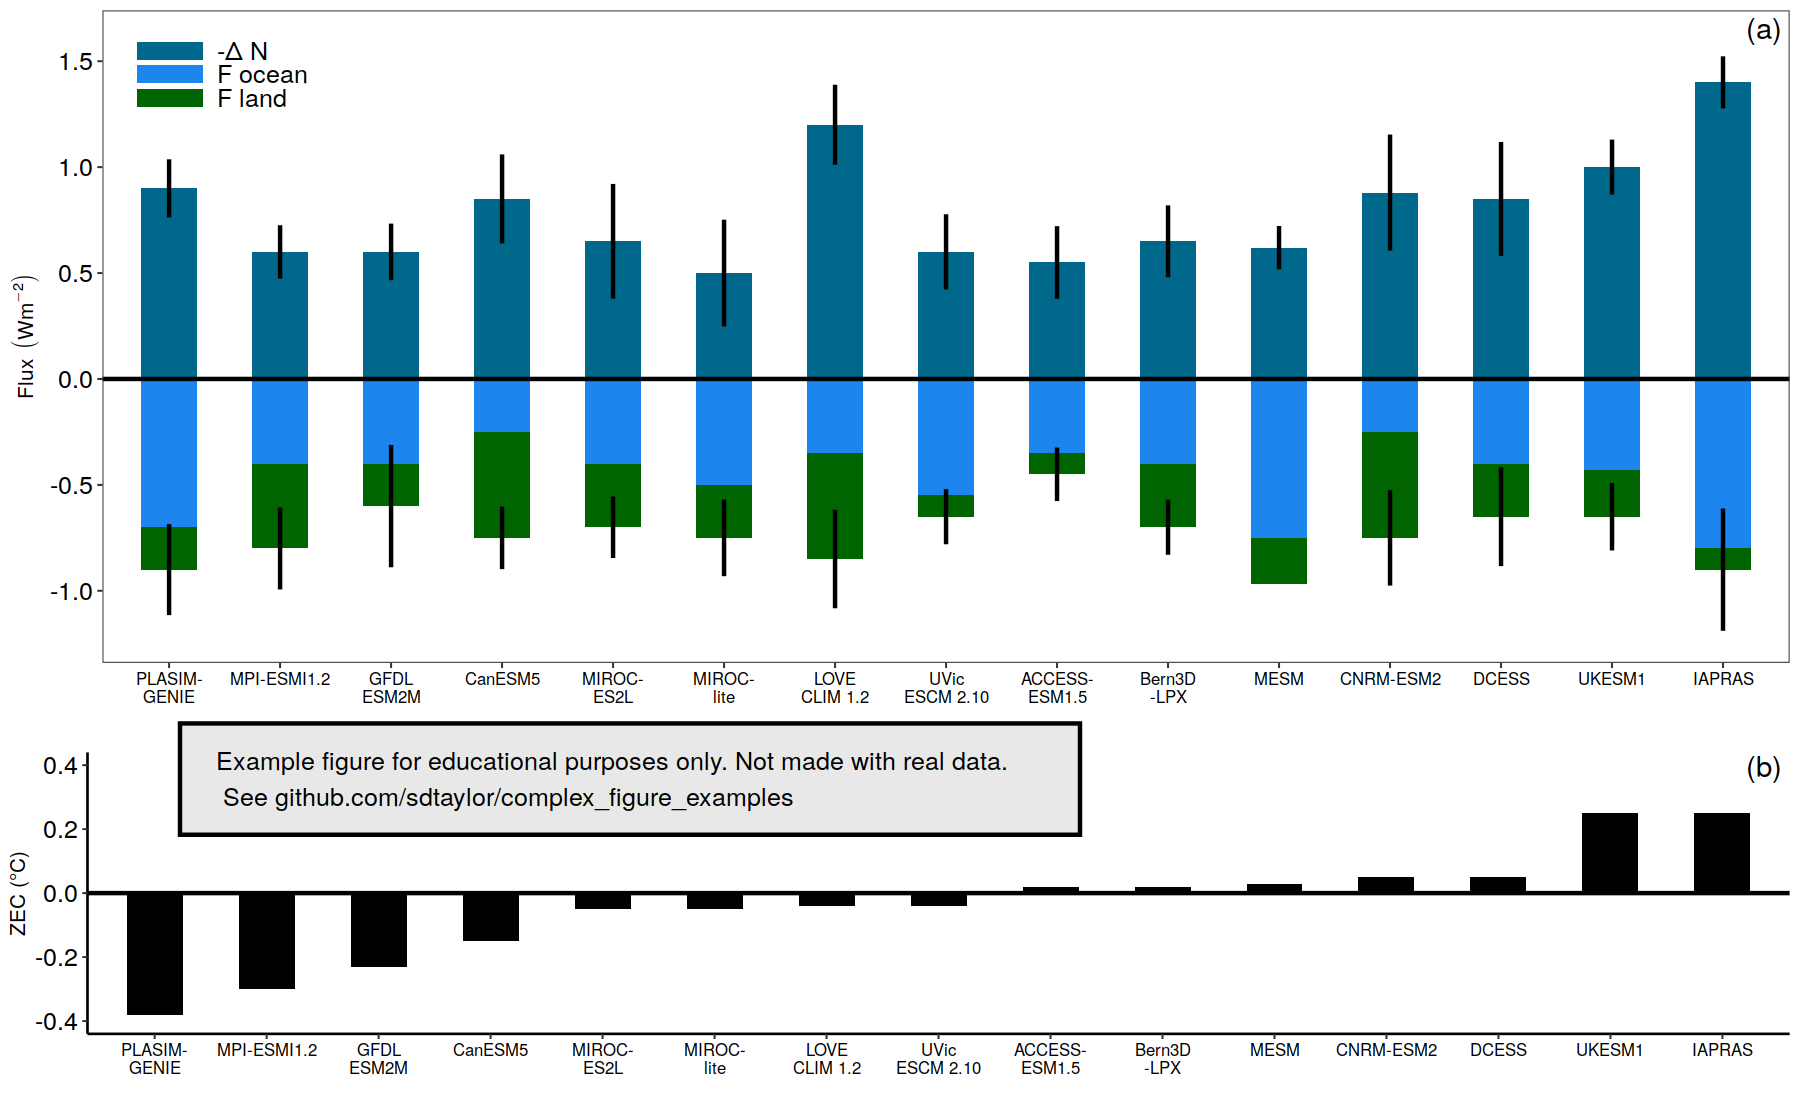 (a)
-Δ N
F ocean
F land
1.5
1.0
0.5
0.0
-0.5
-1.0
Flux (Wm⁻²)
PLASIM-
GENIE
MPI-ESMI1.2
GFDL
ESM2M
CanESM5
MIROC-
ES2L
MIROC-
lite
LOVE
CLIM 1.2
UVic
ESCM 2.10
ACCESS-
ESM1.5
Bern3D
-LPX
MESM
CNRM-ESM2
DCESS
UKESM1
IAPRAS
Example figure for educational purposes only. Not made with real data.
See github.com/sdtaylor/complex_figure_examples
(b)
0.4
0.2
0.0
-0.2
-0.4
ZEC (°C)
PLASIM-
GENIE
MPI-ESMI1.2
GFDL
ESM2M
CanESM5
MIROC-
ES2L
MIROC-
lite
LOVE
CLIM 1.2
UVic
ESCM 2.10
ACCESS-
ESM1.5
Bern3D
-LPX
MESM
CNRM-ESM2
DCESS
UKESM1
IAPRAS